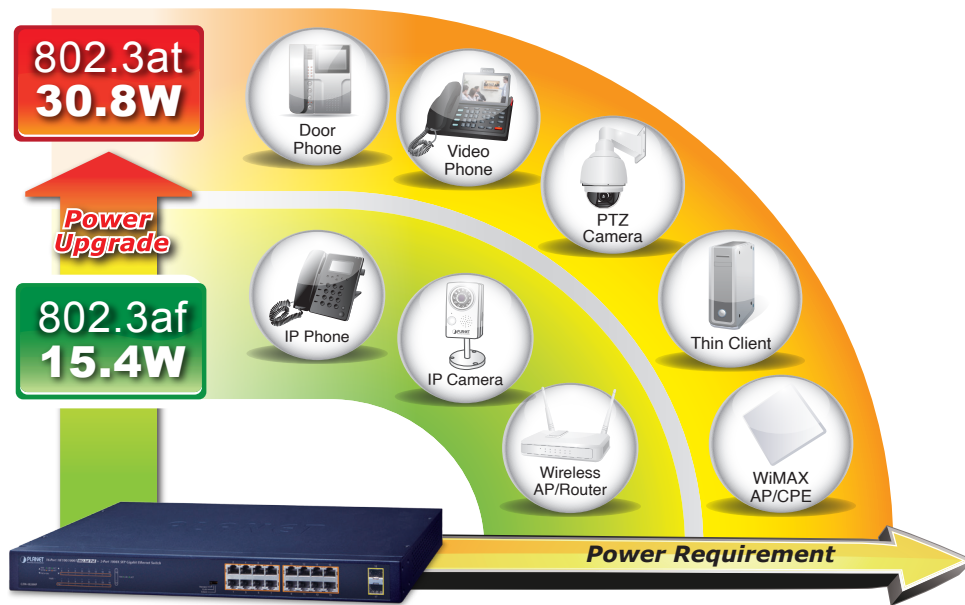 802.3at
30.8W
Door
Phone
Video
Phone
PTZ
Camera
Power
Upgrade
IP Phone
Thin Client
802.3af
15.4W
IP Camera
Wireless
AP/Router
WiMAX
AP/CPE
Power Requirement
PLANET